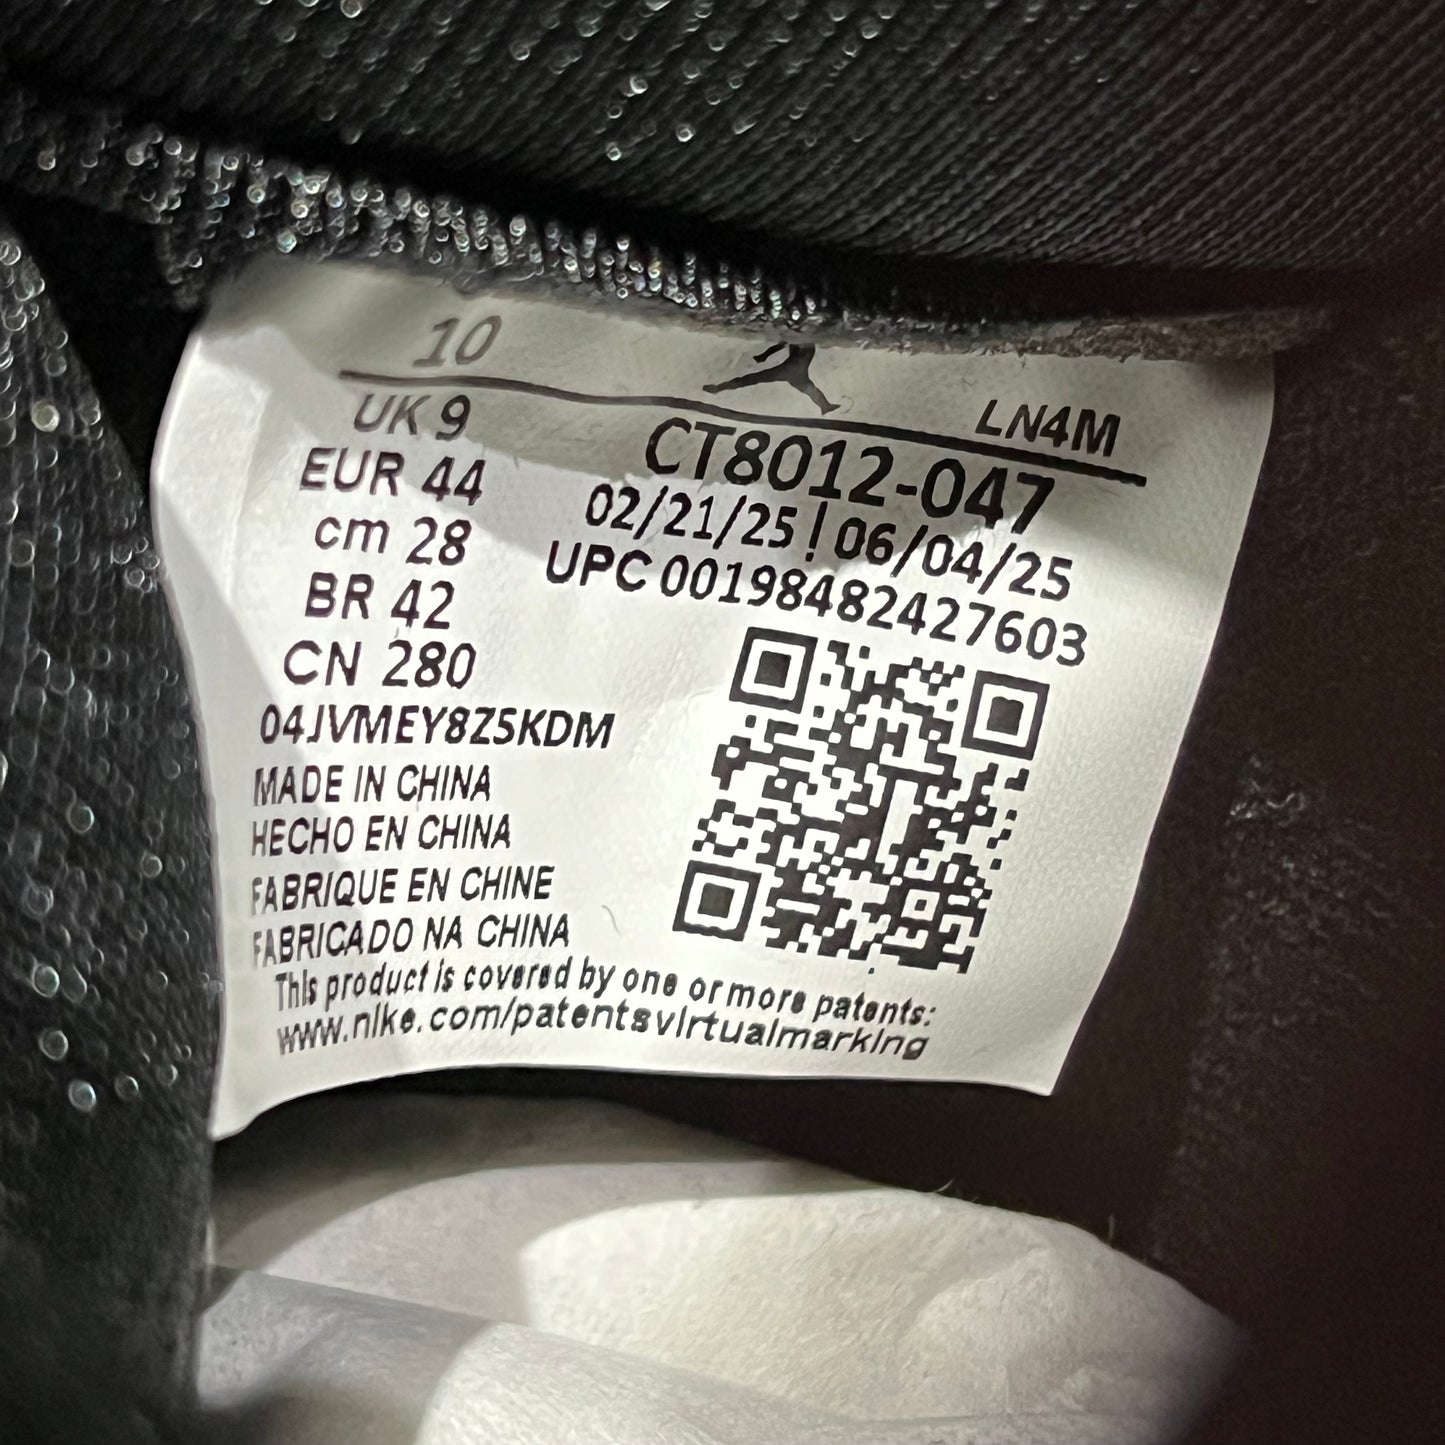 10
LN4M
UK 9
EUR 44
cm 28
BR 42
CN 280
CT8012-047
02/21/25 | 06/04/25
UPC 00198482427603
04JVMEY8Z5KDM
MADE IN CHINA
HECHO EN CHINA
FABRIQUE EN CHINE
FABRICADO NA CHINA
This product is covered by one or more patents:
www.nike.com/patentsvirtualmarking